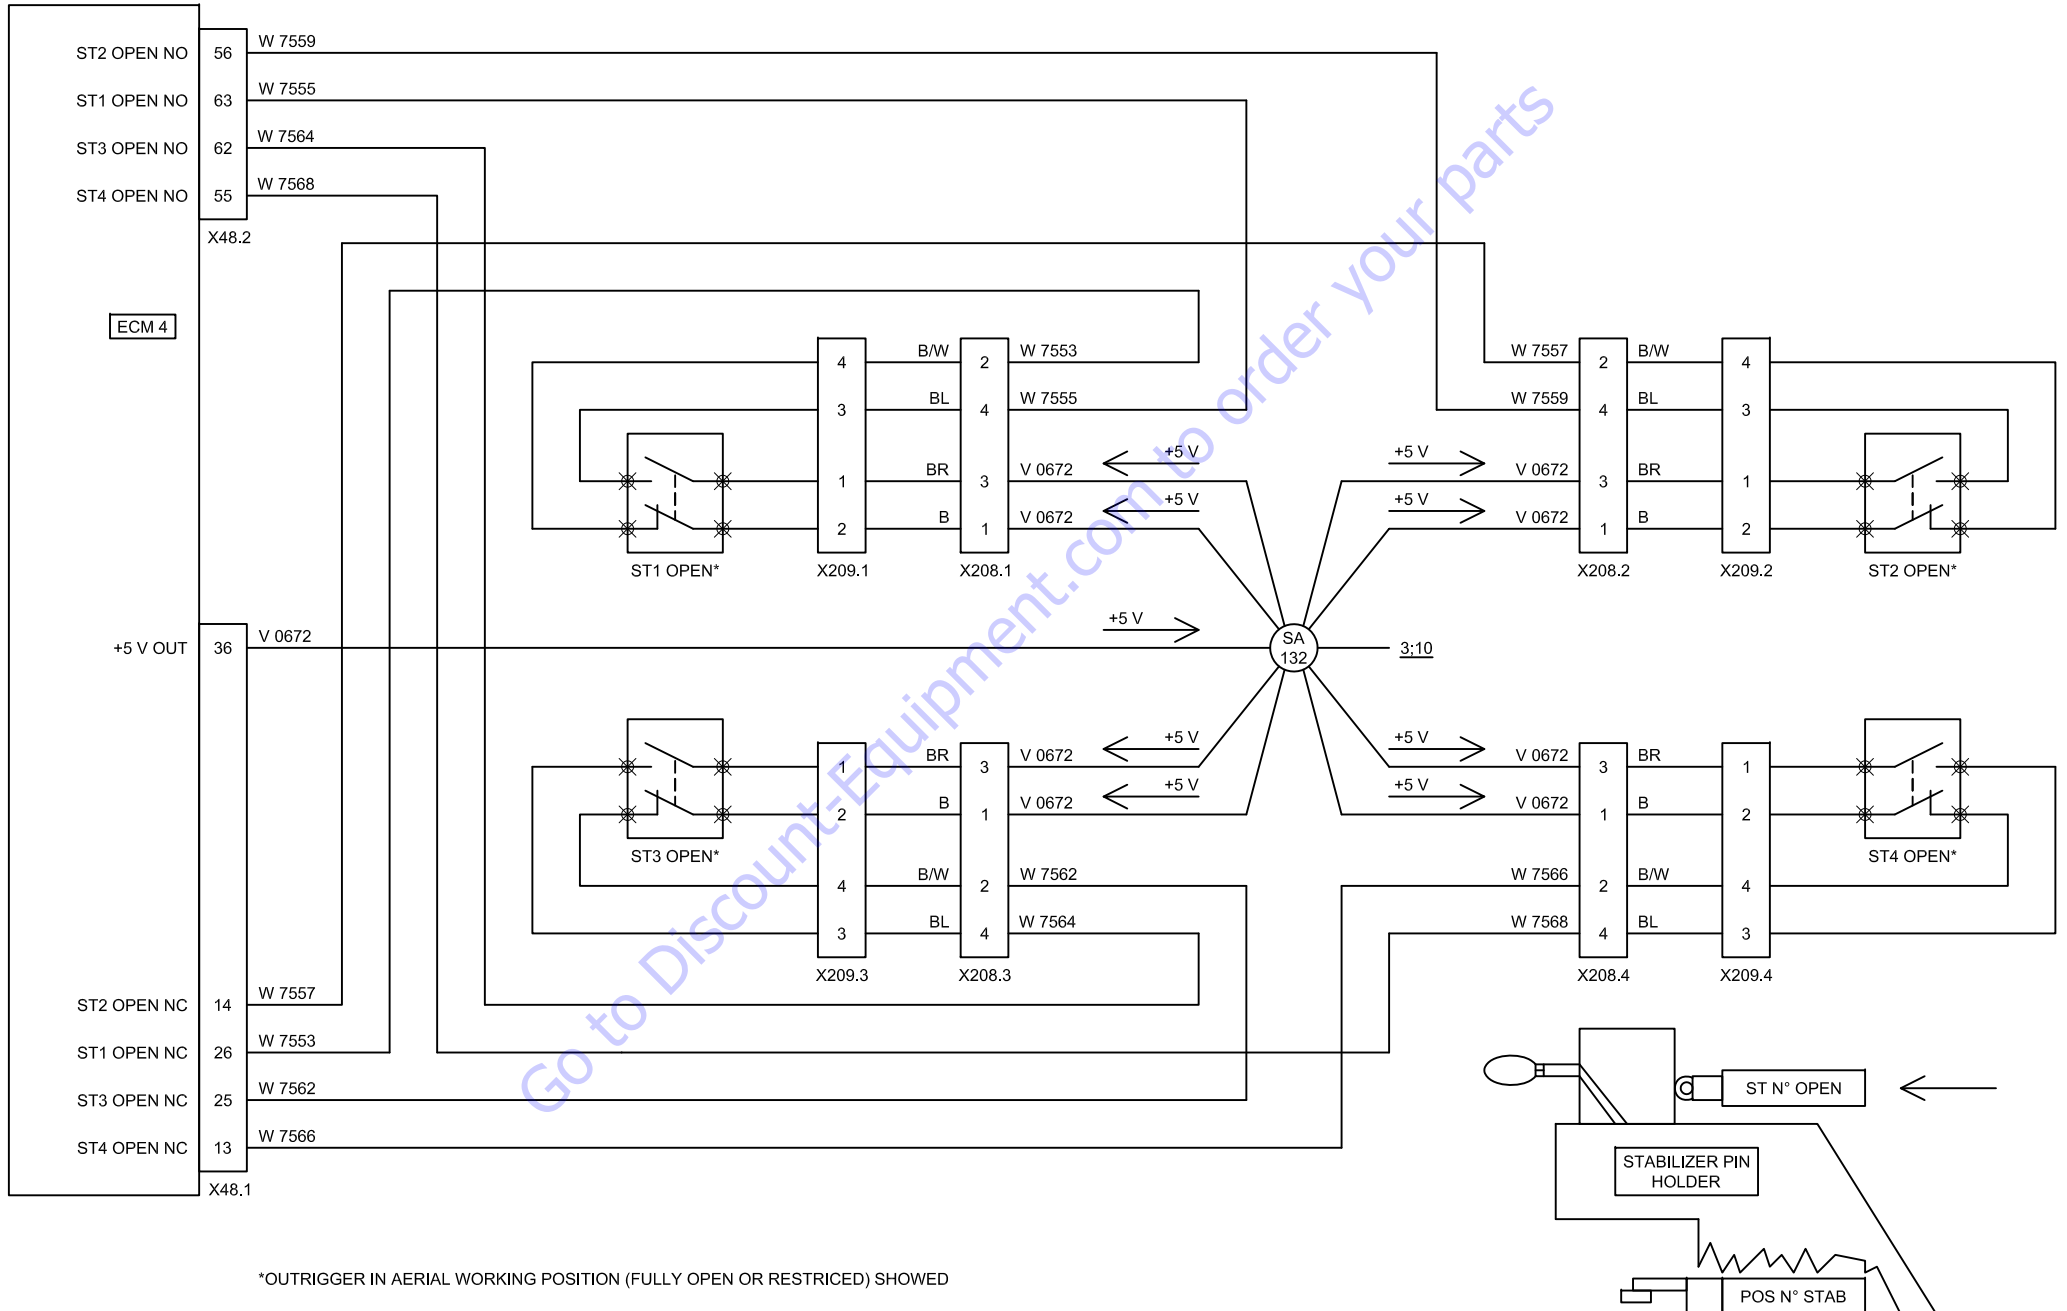 ST2 OPEN NO 56 W 7559
ST1 OPEN NO 63 W 7555
ST3 OPEN NO 62 W 7564
ST4 OPEN NO 55 W 7568
X48.2
ECM 4
4 B/W 2 W 7553
3 BL 4 W 7555
1 BR 3 V 0672 +5 V
2 B 1 V 0672 +5 V
ST1 OPEN* X209.1 X208.1
W 7557 2 B/W 4
W 7559 4 BL 3
+5 V V 0672 3 BR 1
+5 V V 0672 1 B 2
X208.2 X209.2 ST2 OPEN*
+5 V OUT 36 V 0672 +5 V
SA
132
3;10
1 BR 3 V 0672 +5 V
2 B 1 V 0672 +5 V
ST3 OPEN*
4 B/W 2 W 7562
3 BL 4 W 7564
X209.3 X208.3
+5 V V 0672 3 BR 1
+5 V V 0672 1 B 2
ST4 OPEN*
W 7566 2 B/W 4
W 7568 4 BL 3
X208.4 X209.4
ST2 OPEN NC 14 W 7557
ST1 OPEN NC 26 W 7553
ST3 OPEN NC 25 W 7562
ST4 OPEN NC 13 W 7566
X48.1
ST N° OPEN
STABILIZER PIN
HOLDER
POS N° STAB
*OUTRIGGER IN AERIAL WORKING POSITION (FULLY OPEN OR RESTRICED) SHOWED
Go to Discount-Equipment.com to order your parts